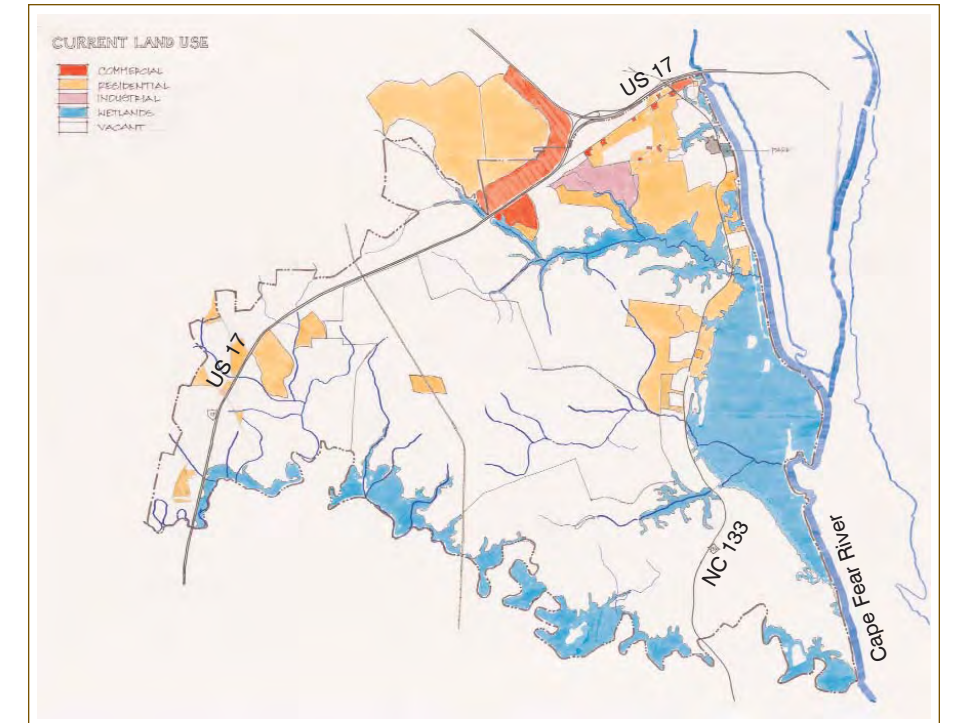 CURRENT LAND USE
COMMERCIAL
RESIDENTIAL
INDUSTRIAL
WETLANDS
VACANT
US 17
US 17
NC 133
Cape Fear River